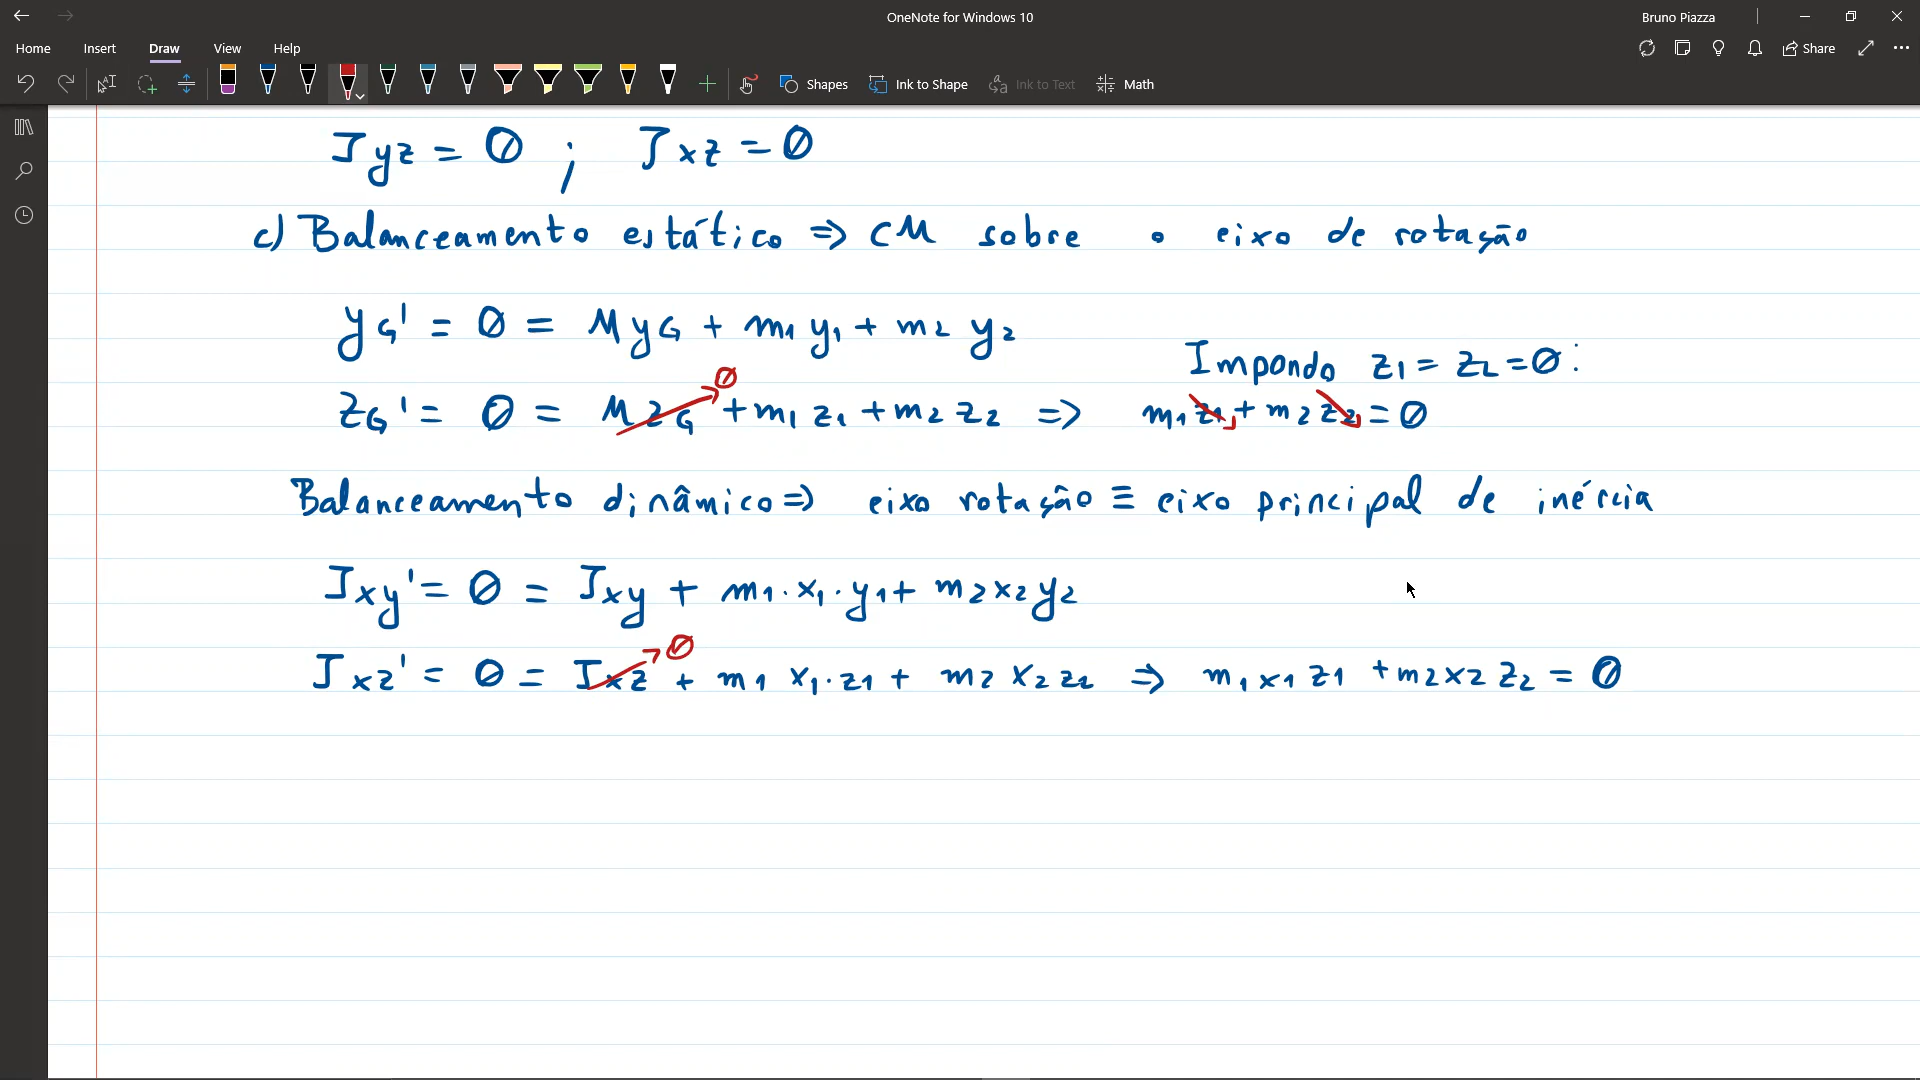 OneNote for Windows 10
Bruno Piazza
Home Insert Draw View Help
Share
Shapes Ink to Shape Ink to Text Math
Jyz = 0 ; Jxz = 0
c) Balanceamento estático => CM sobre o eixo de rotação
yG' = 0 = MyG + m1 y1 + m2 y2
Impondo z1 = z2 = 0 :
zG' = 0 = MzG + m1 z1 + m2 z2 => m1 z1 + m2 z2 = 0
0
Balanceamento dinâmico => eixo rotação ≡ eixo principal de inércia
Jxy' = 0 = Jxy + m1 · x1 · y1 + m2 x2 y2
Jxz' = 0 = Jxz + m1 x1 · z1 + m2 x2 z2 => m1 x1 z1 + m2 x2 z2 = 0
0